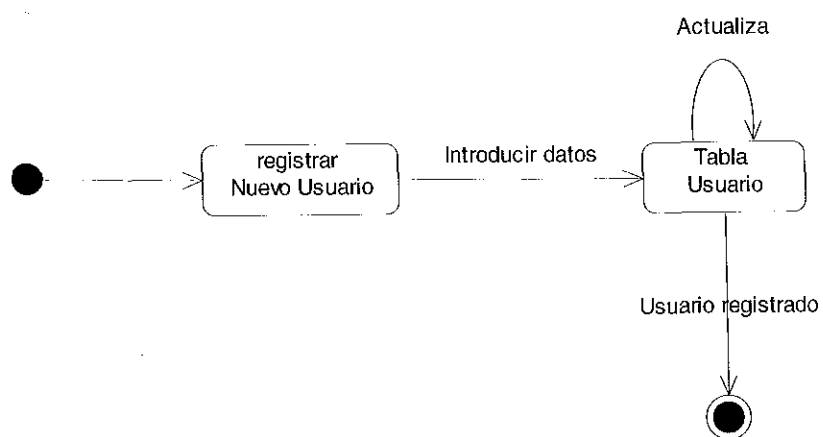 Actualiza
registrar
Nuevo Usuario
Introducir datos
Tabla
Usuario
Usuario registrado